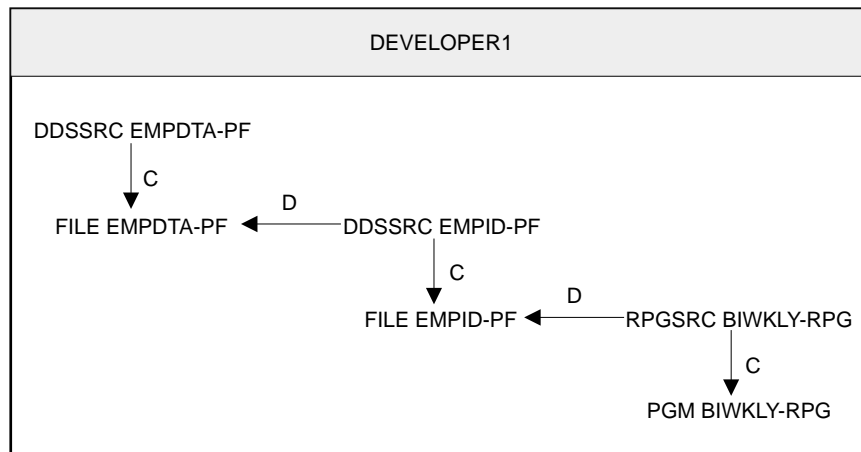 DEVELOPER1
DDSSRC EMPDTA-PF
C
FILE EMPDTA-PF
D
DDSSRC EMPID-PF
C
FILE EMPID-PF
D
RPGSRC BIWKLY-RPG
C
PGM BIWKLY-RPG